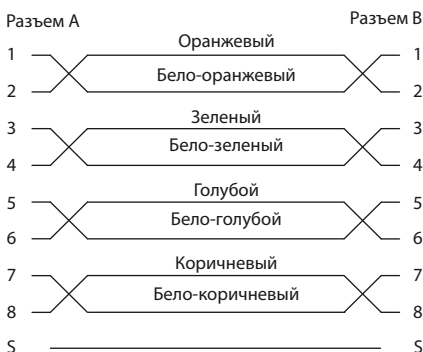 Разъем А Разъем В
Оранжевый
1 1
Бело-оранжевый
2 2
Зеленый
3 3
Бело-зеленый
4 4
Голубой
5 5
Бело-голубой
6 6
Коричневый
7 7
Бело-коричневый
8 8
S S